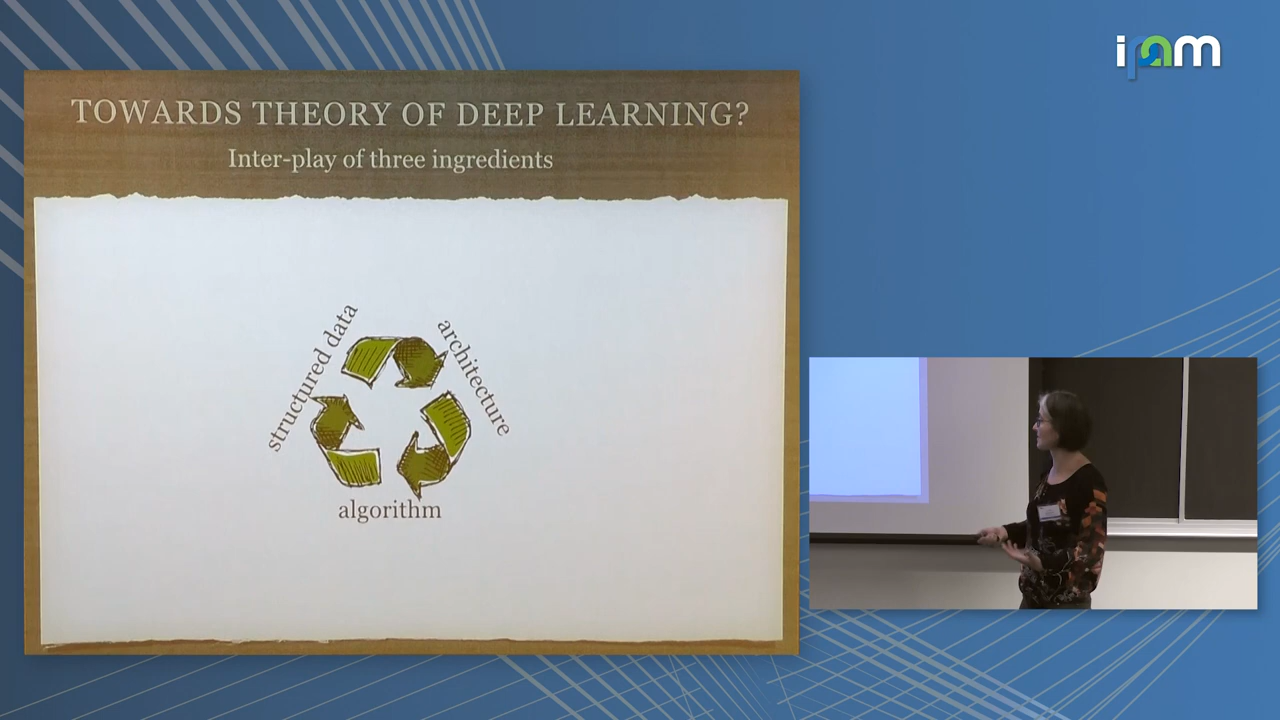 ipam
TOWARDS THEORY OF DEEP LEARNING?
Inter-play of three ingredients
structured data
architecture
algorithm